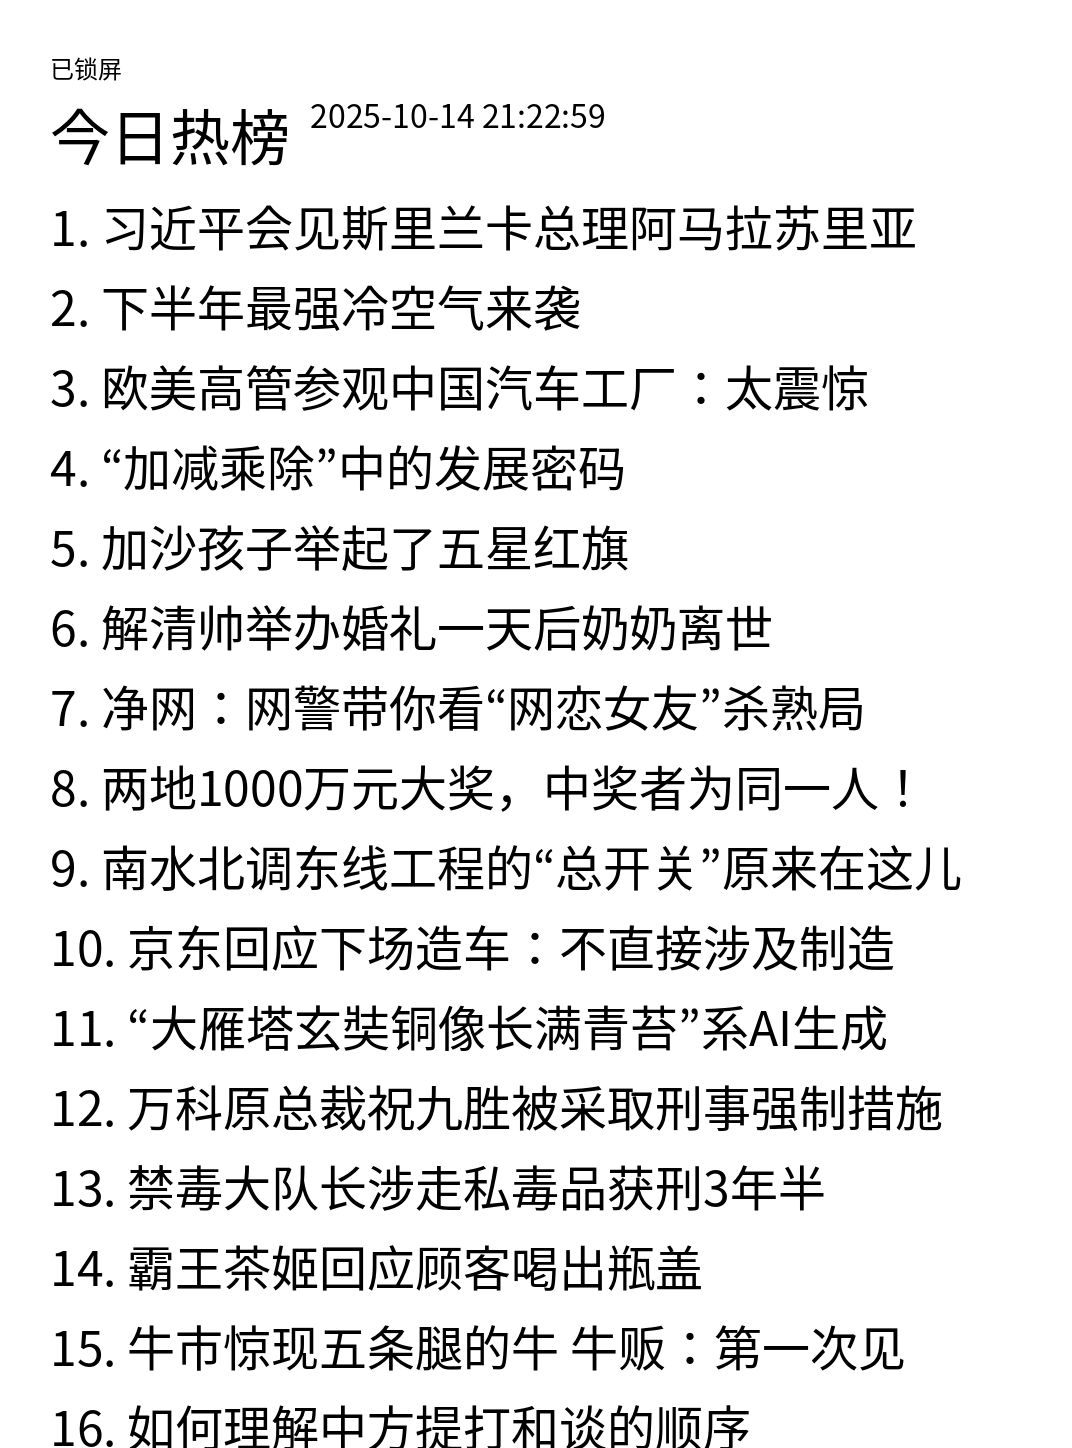 已锁屏
今日热榜 2025-10-14 21:22:59
1. 习近平会见斯里兰卡总理阿马拉苏里亚
2. 下半年最强冷空气来袭
3. 欧美高管参观中国汽车工厂：太震惊
4. “加减乘除”中的发展密码
5. 加沙孩子举起了五星红旗
6. 解清帅举办婚礼一天后奶奶离世
7. 净网：网警带你看“网恋女友”杀熟局
8. 两地1000万元大奖，中奖者为同一人！
9. 南水北调东线工程的“总开关”原来在这儿
10. 京东回应下场造车：不直接涉及制造
11. “大雁塔玄奘铜像长满青苔”系AI生成
12. 万科原总裁祝九胜被采取刑事强制措施
13. 禁毒大队长涉走私毒品获刑3年半
14. 霸王茶姬回应顾客喝出瓶盖
15. 牛市惊现五条腿的牛 牛贩：第一次见
16. 如何理解中方提打和谈的顺序